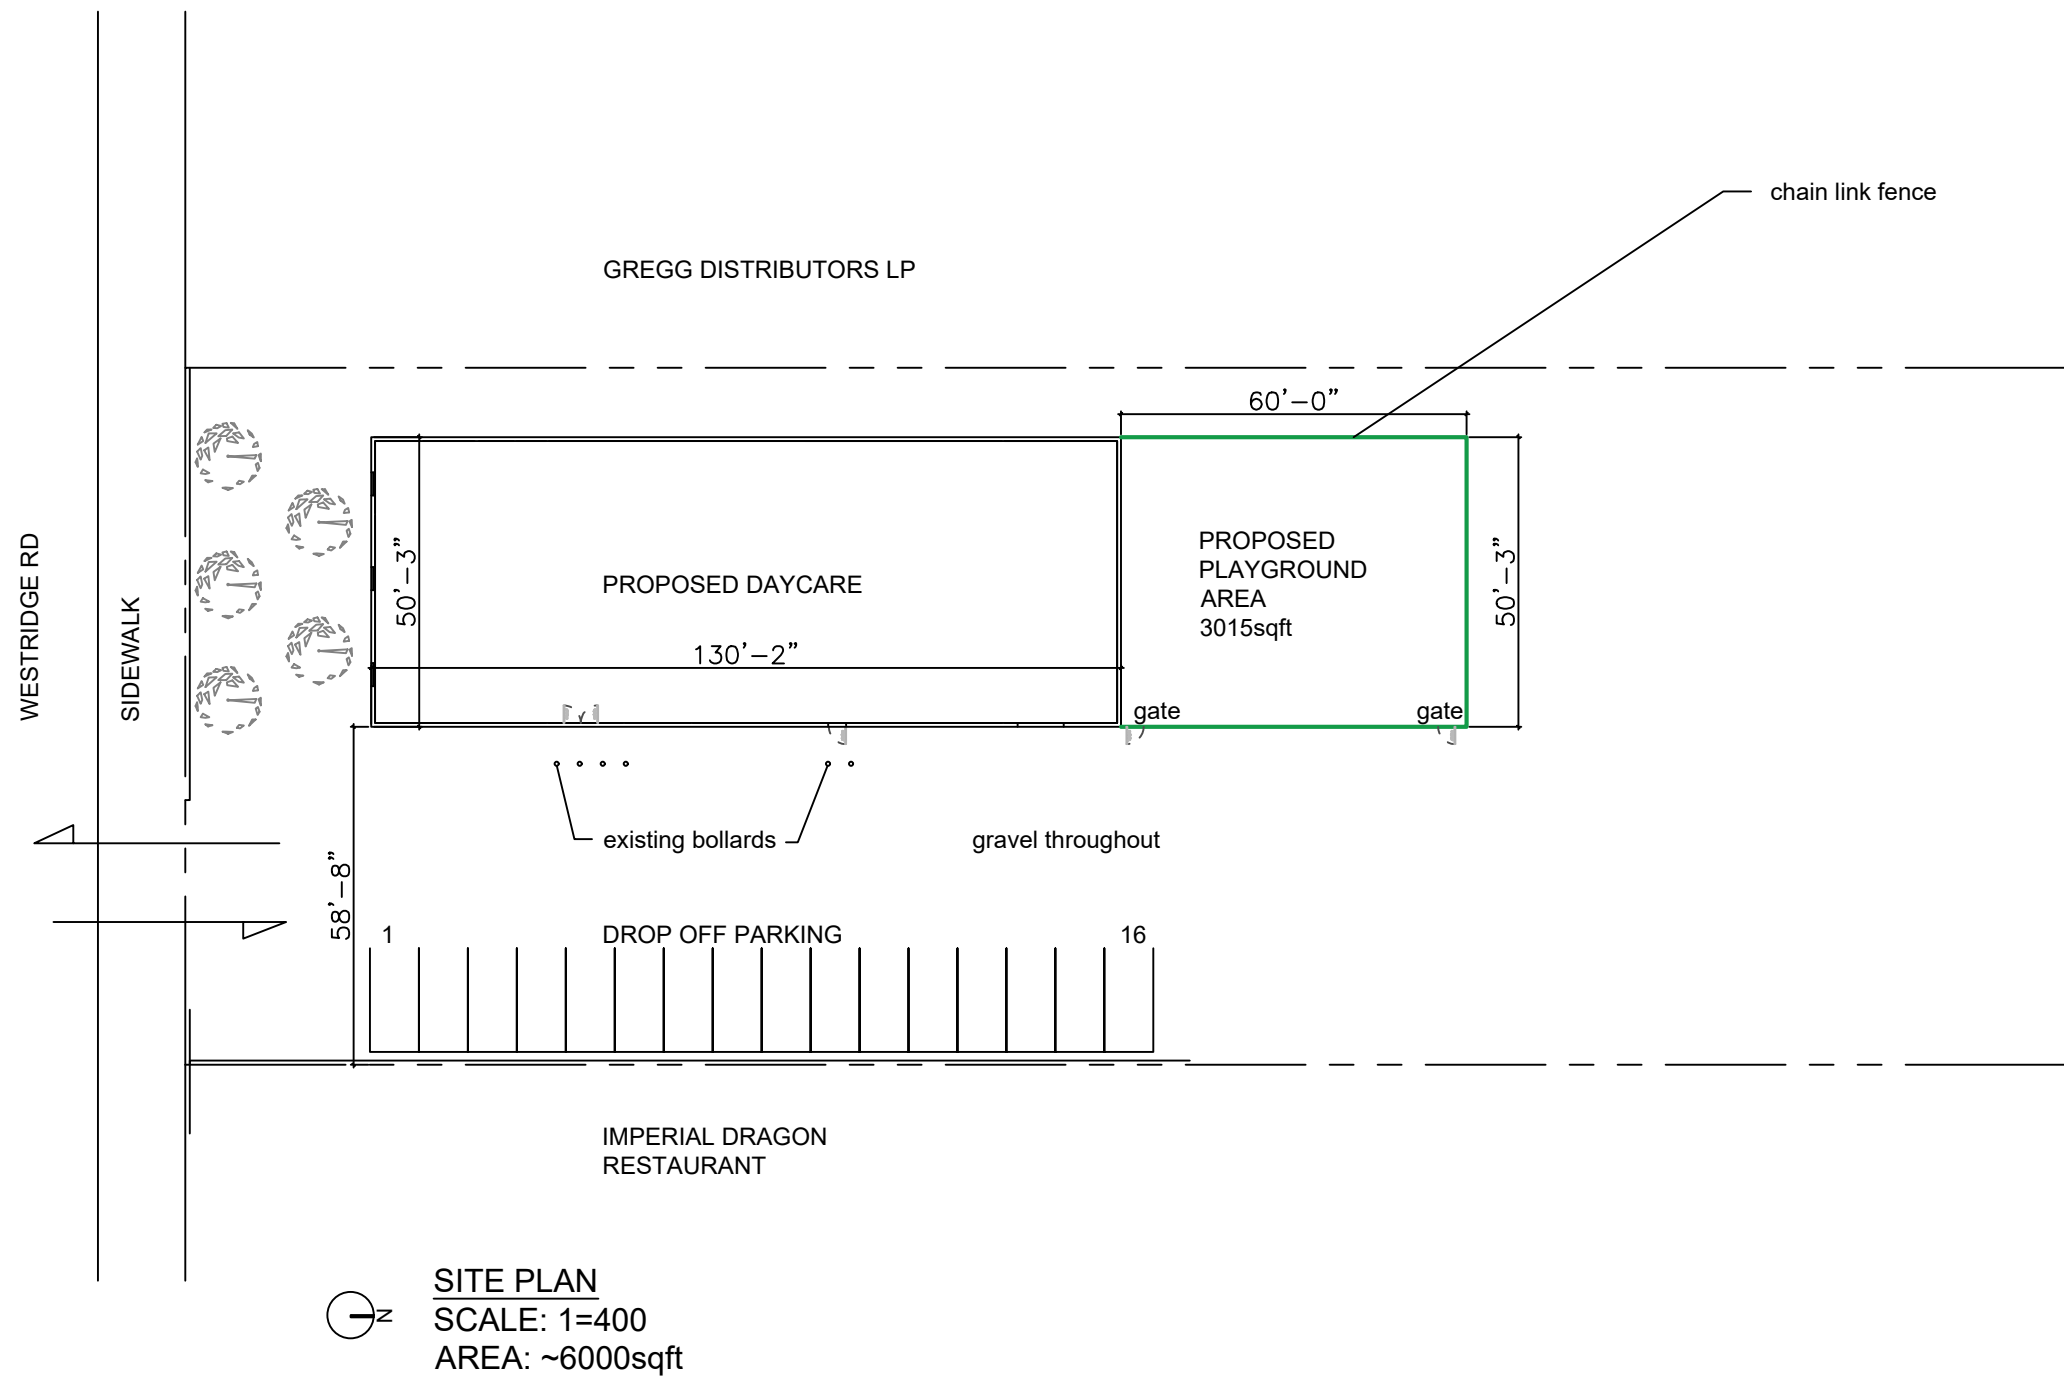 chain link fence
GREGG DISTRIBUTORS LP
60'-0"
WESTRIDGE RD
SIDEWALK
50'-3"
PROPOSED DAYCARE
130'-2"
PROPOSED
PLAYGROUND
AREA
3015sqft
50'-3"
gate
gate
existing bollards
gravel throughout
58'-8"
1
DROP OFF PARKING
16
IMPERIAL DRAGON
RESTAURANT
N
SITE PLAN
SCALE: 1=400
AREA: ~6000sqft